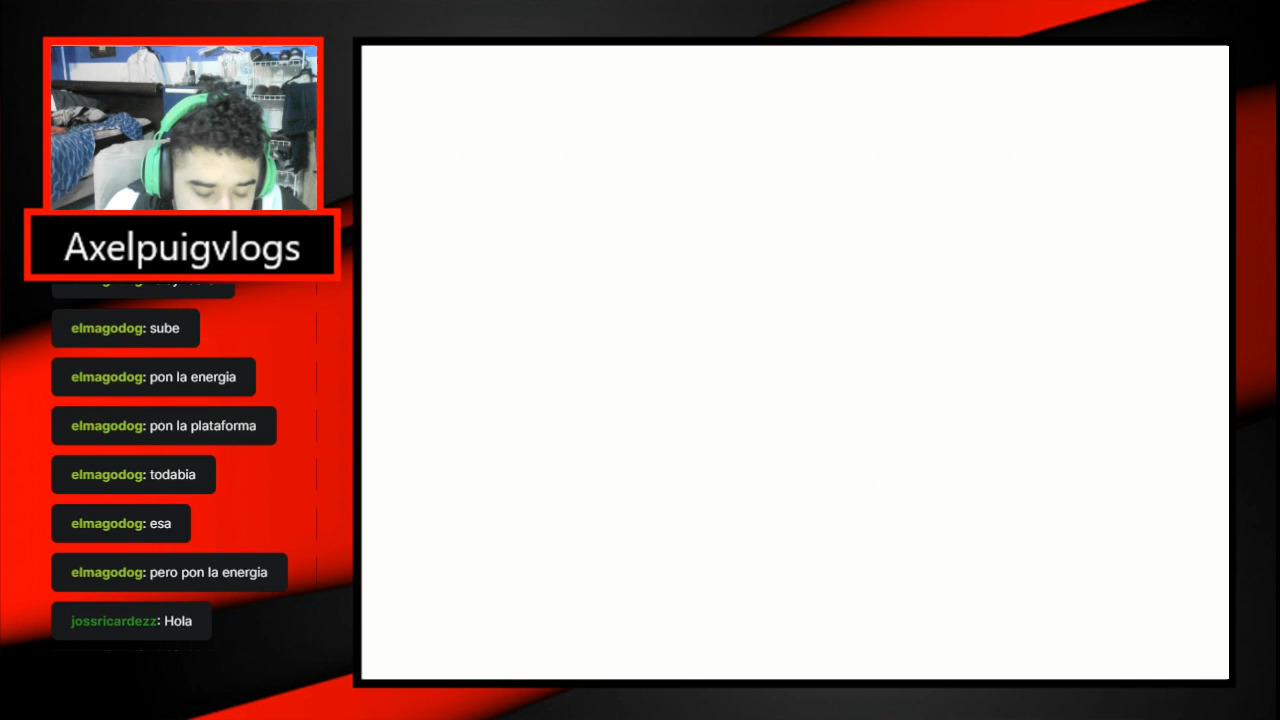 Axelpuigvlogs
elmagodog: sube
elmagodog: pon la energia
elmagodog: pon la plataforma
elmagodog: todabia
elmagodog: esa
elmagodog: pero pon la energia
jossricardezz: Hola